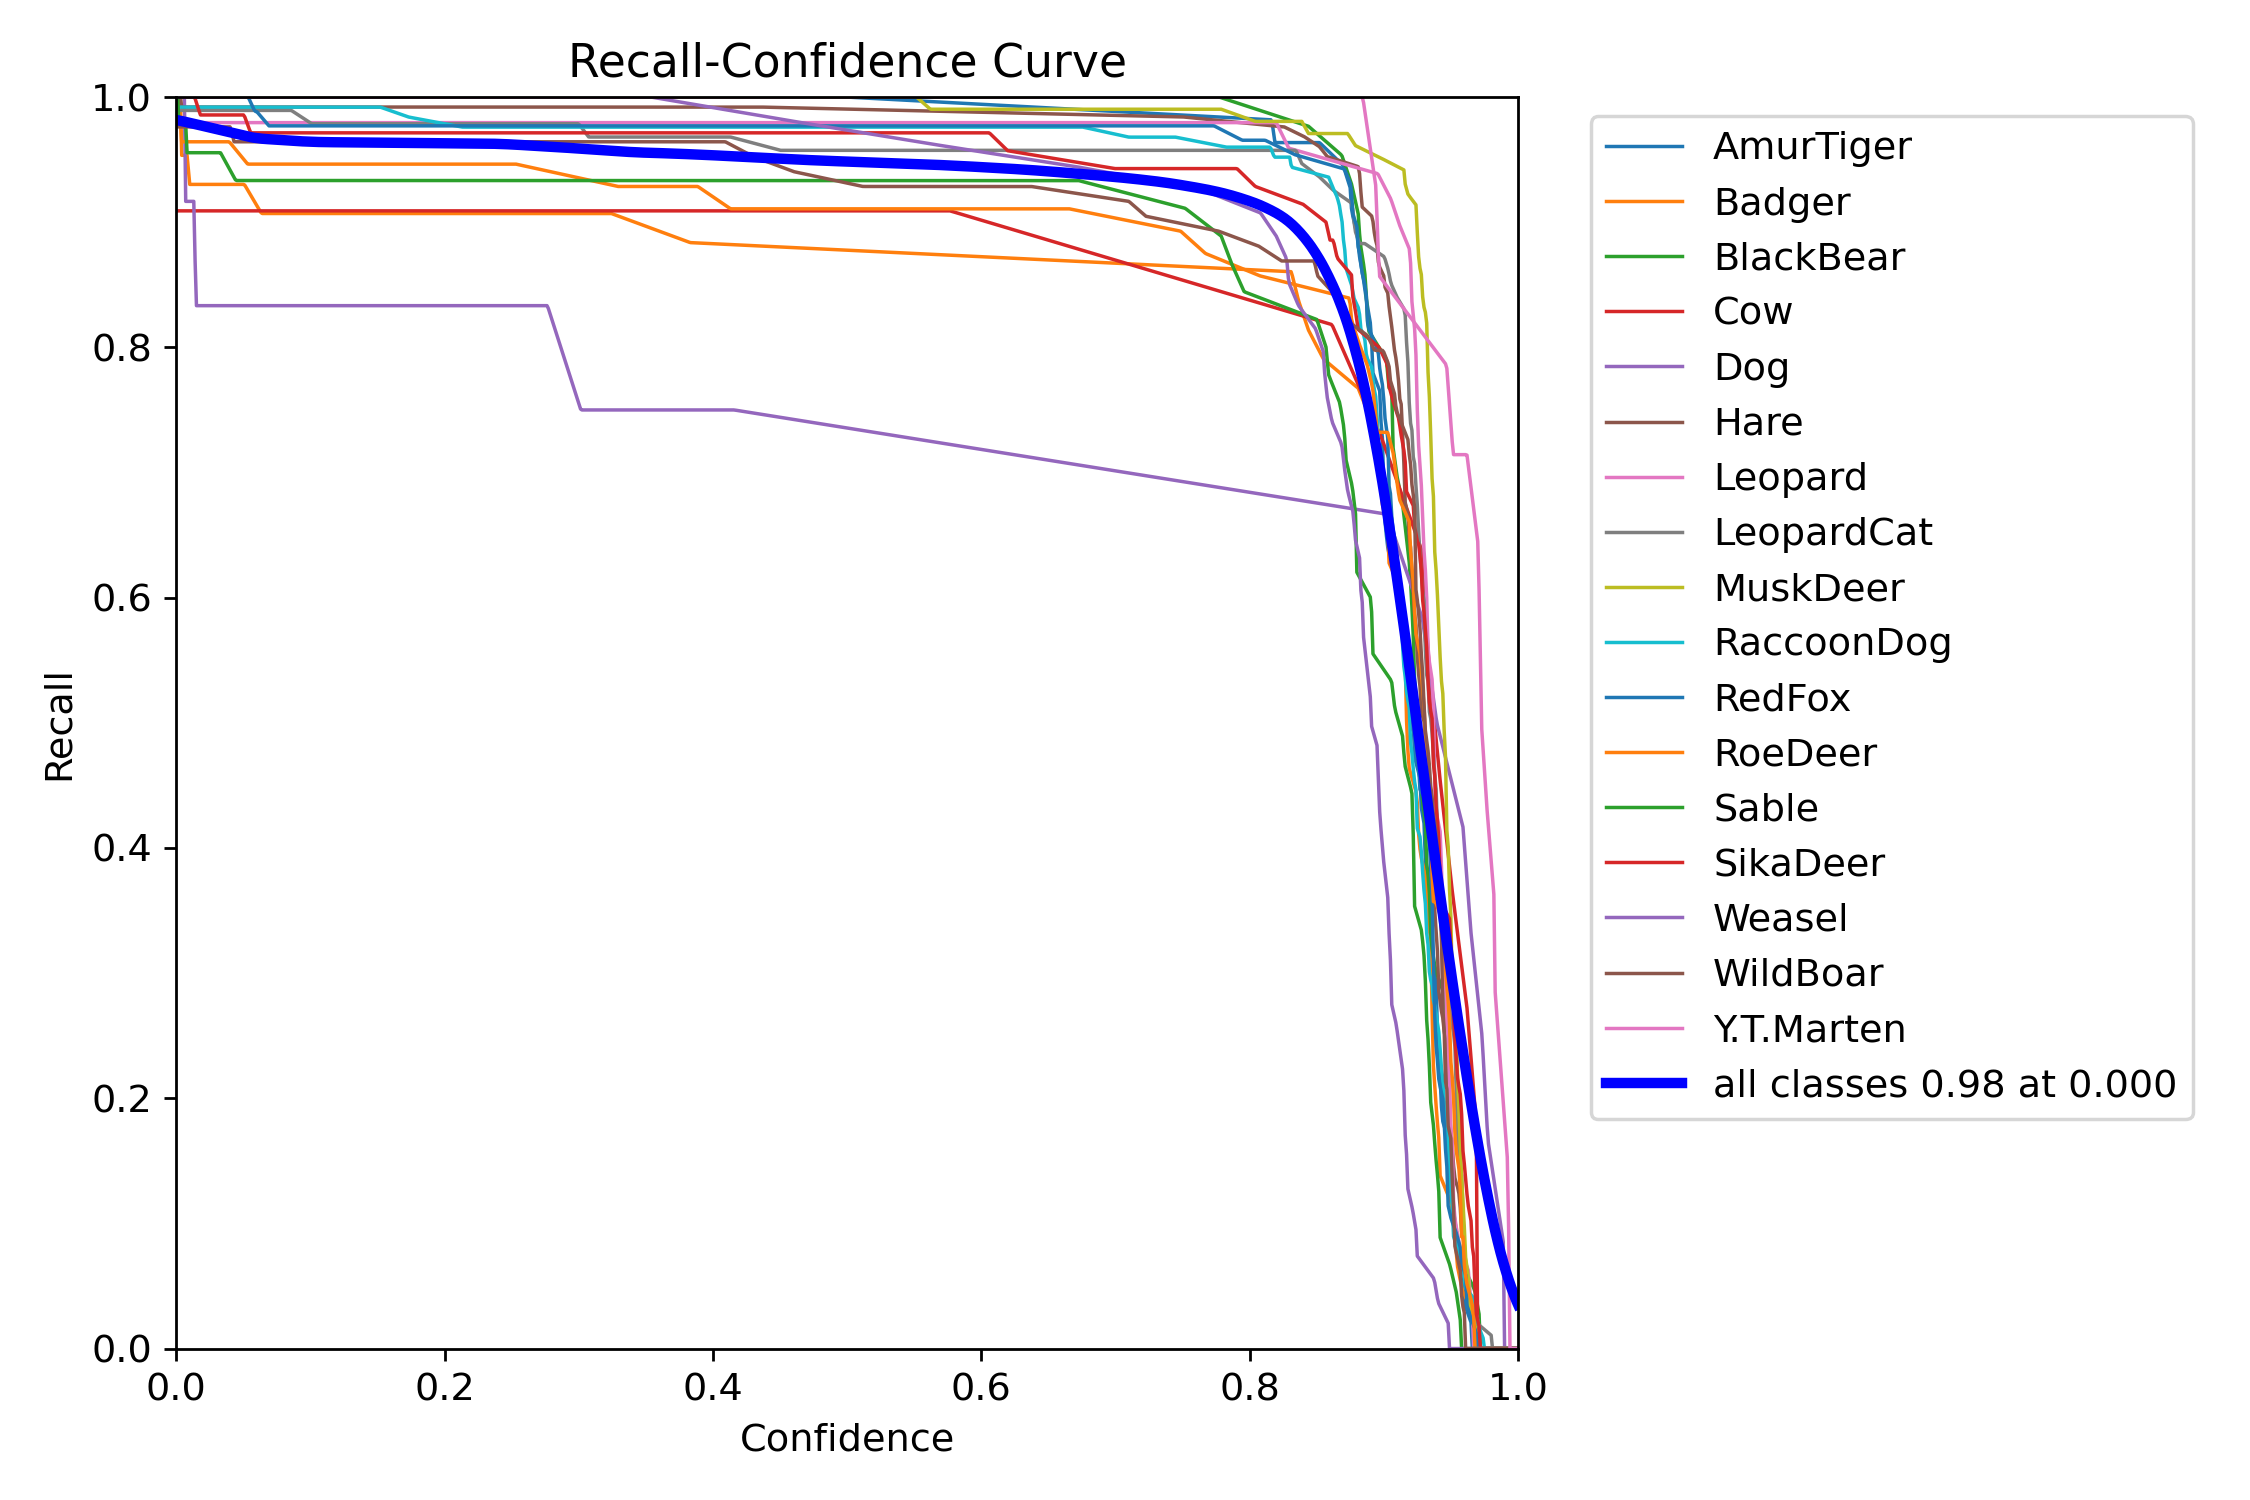 Recall-Confidence Curve
1.0
0.8
0.6
0.4
0.2
0.0
Recall
0.0 0.2 0.4 0.6 0.8 1.0
Confidence
AmurTiger
Badger
BlackBear
Cow
Dog
Hare
Leopard
LeopardCat
MuskDeer
RaccoonDog
RedFox
RoeDeer
Sable
SikaDeer
Weasel
WildBoar
Y.T.Marten
all classes 0.98 at 0.000